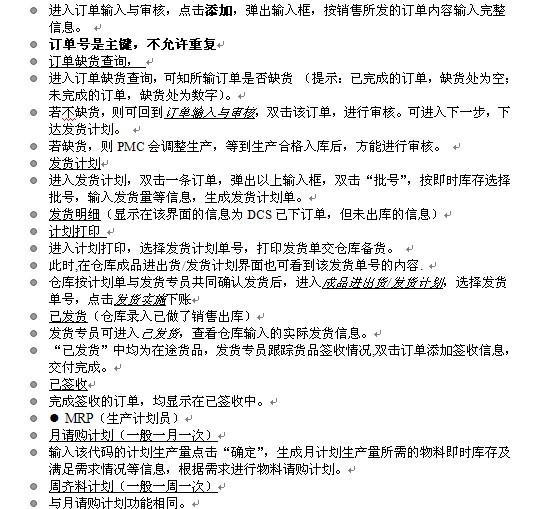 进入订单输入与审核，点击添加，弹出输入框，按销售所发的订单内容输入完整
信息。
订单号是主键，不允许重复
订单缺货查询，
进入订单缺货查询，可知所输订单是否缺货 （提示：已完成的订单，缺货处为空；
未完成的订单，缺货处为数字）。
若不缺货，则可回到订单输入与审核，双击该订单，进行审核。可进入下一步，下
达发货计划。
若缺货，则 PMC 会调整生产，等到生产合格入库后，方能进行审核。
发货计划
进入发货计划，双击一条订单，弹出以上输入框，双击“批号”，按即时库存选择
批号，输入发货量等信息，生成发货计划单。
发货明细（显示在该界面的信息为 DCS 已下订单，但未出库的信息）
计划打印
进入计划打印，选择发货计划单号，打印发货单交仓库备货。
此时,在仓库成品进出货/发货计划界面也可看到该发货单号的内容.
仓库按计划单与发货专员共同确认发货后，进入成品进出货/发货计划，选择发货
单号，点击发货实施下账
已发货（仓库录入已做了销售出库）
发货专员可进入已发货，查看仓库输入的实际发货信息。
“已发货”中均为在途货品，发货专员跟踪货品签收情况,双击订单添加签收信息，
交付完成。
已签收
完成签收的订单，均显示在已签收中。
● MRP（生产计划员）
月请购计划（一般一月一次）
输入该代码的计划生产量点击“确定”，生成月计划生产量所需的物料即时库存及
满足需求情况等信息，根据需求进行物料请购计划。
周齐料计划（一般一周一次）
与月请购计划功能相同。